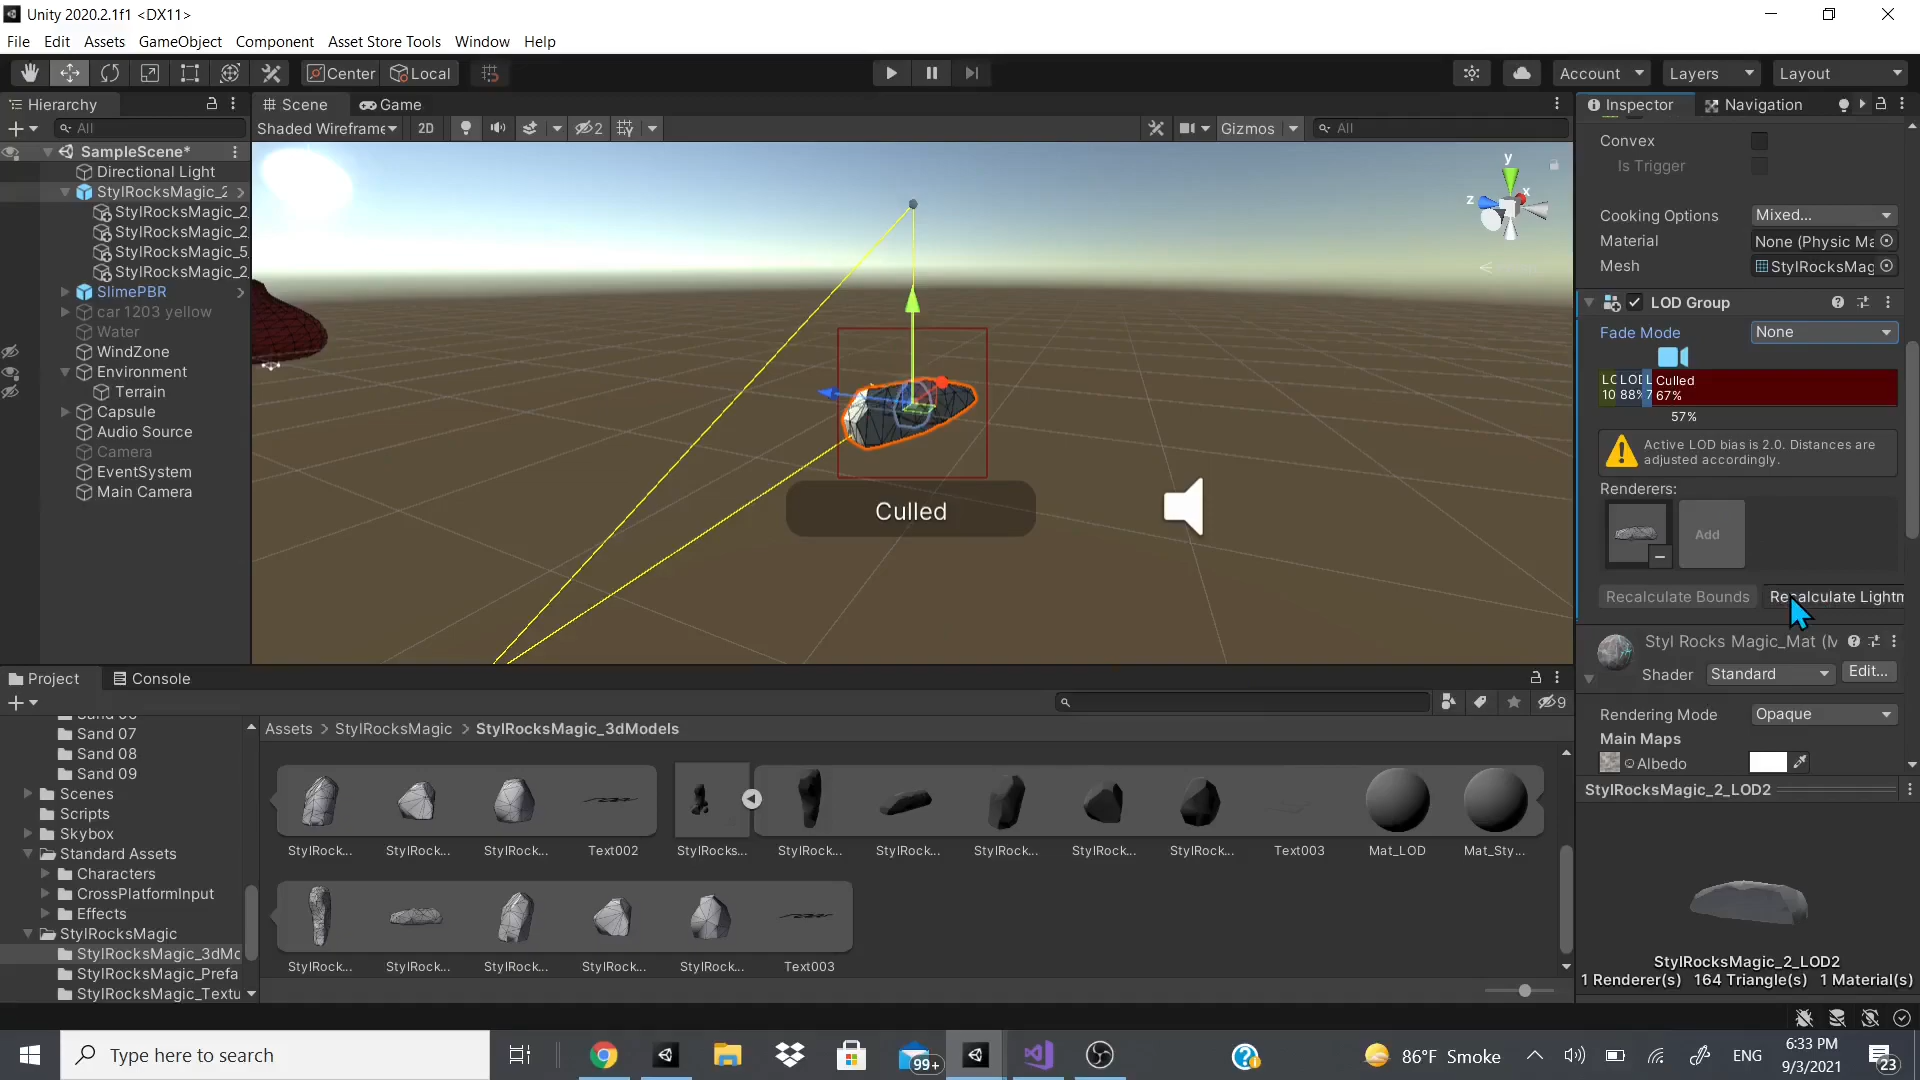 Unity 2020.2.1f1 <DX11>
File Edit Assets GameObject Component Asset Store Tools Window Help
Center Local Account Layers Layout
Hierarchy
All
SampleScene*
Directional Light
StylRocksMagic_2
StylRocksMagic_2
StylRocksMagic_2
StylRocksMagic_5
StylRocksMagic_2
SlimePBR
car 1203 yellow
Water
WindZone
Environment
Terrain
Capsule
Audio Source
Camera
EventSystem
Main Camera
Scene Game
Shaded Wireframe 2D 2 Gizmos All
y
x
z
Culled
Inspector Navigation
Convex
Is Trigger
Cooking Options Mixed...
Material None (Physic Ma
Mesh StylRocksMag
LOD Group
Fade Mode None
LC LOD L Culled
10 88% 7 67%
57%
Active LOD bias is 2.0. Distances are
adjusted accordingly.
Renderers:
Add
Recalculate Bounds Recalculate Lightm
Styl Rocks Magic_Mat (M
Shader Standard Edit...
Rendering Mode Opaque
Main Maps
Albedo
StylRocksMagic_2_LOD2
StylRocksMagic_2_LOD2
1 Renderer(s) 164 Triangle(s) 1 Material(s)
Project Console
9
Sand 07
Sand 08
Sand 09
Scenes
Scripts
Skybox
Standard Assets
Characters
CrossPlatformInput
Effects
StylRocksMagic
StylRocksMagic_3dMo
StylRocksMagic_Prefa
StylRocksMagic_Textu
Assets > StylRocksMagic > StylRocksMagic_3dModels
StylRock... StylRock... StylRock... Text002 StylRocks... StylRock... StylRock... StylRock... StylRock... StylRock... Text003 Mat_LOD Mat_Sty...
StylRock... StylRock... StylRock... StylRock... StylRock... Text003
Type here to search
99+
86°F Smoke
ENG
6:33 PM
9/3/2021
23